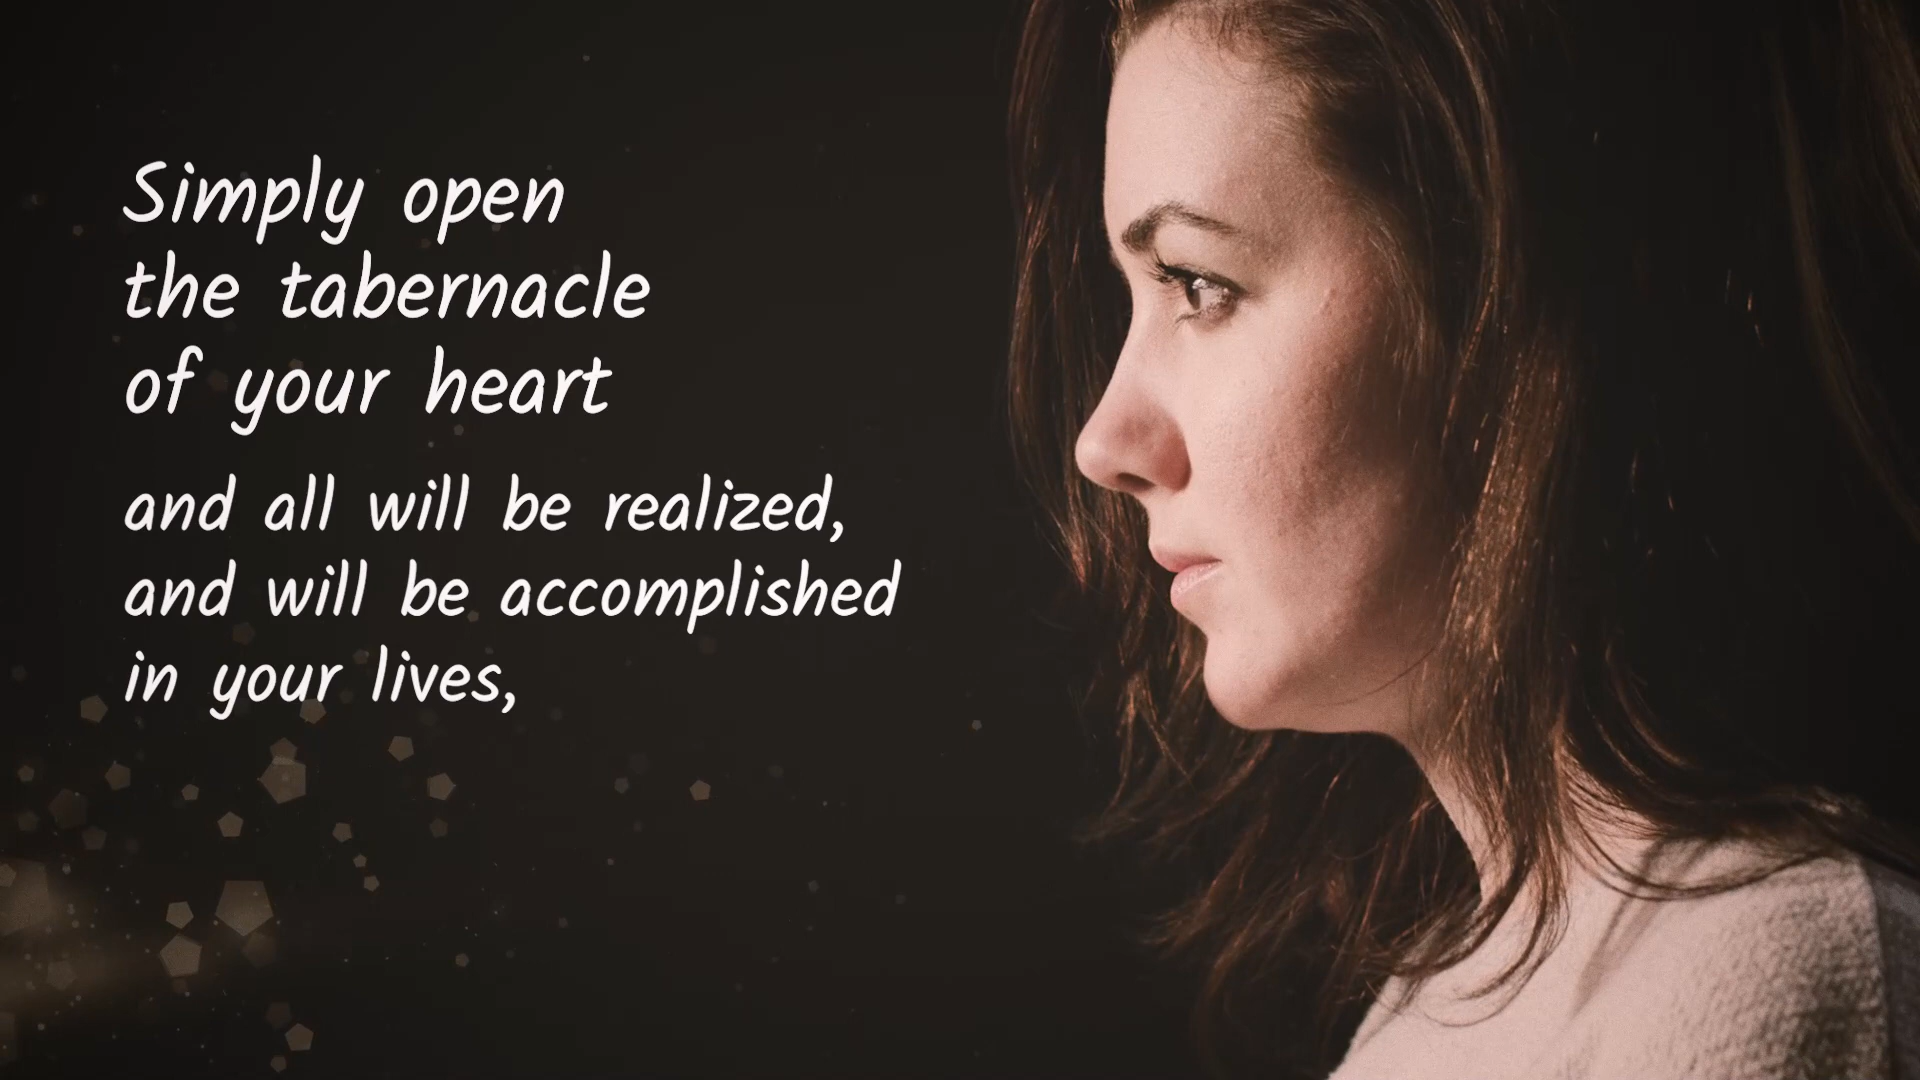 Simply open
the tabernacle
of your heart
and all will be realized,
and will be accomplished
in your lives,